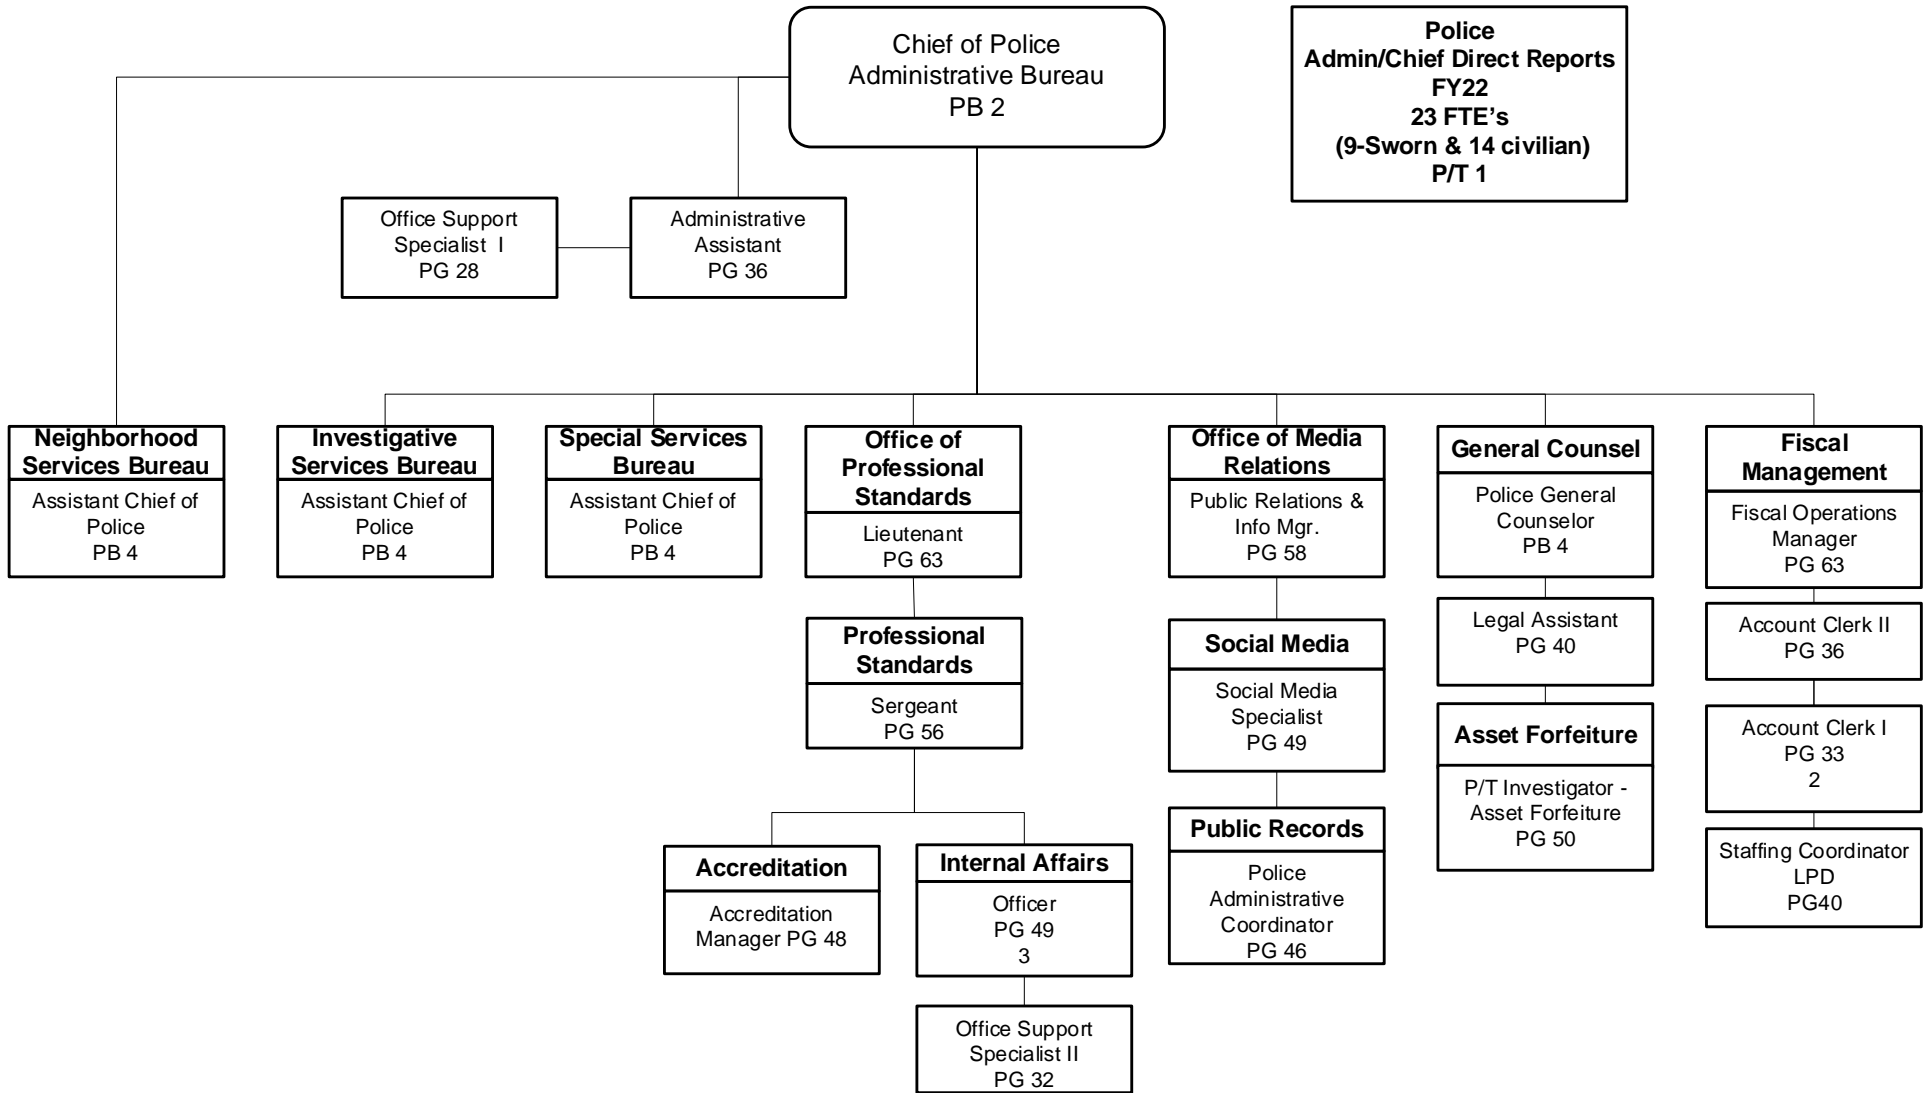 Chief of Police
Administrative Bureau
PB 2
Police
Admin/Chief Direct Reports
FY22
23 FTE’s
(9-Sworn & 14 civilian)
P/T 1
Office Support
Specialist I
PG 28
Administrative
Assistant
PG 36
Neighborhood
Services Bureau
Assistant Chief of
Police
PB 4
Investigative
Services Bureau
Assistant Chief of
Police
PB 4
Special Services
Bureau
Assistant Chief of
Police
PB 4
Office of
Professional
Standards
Lieutenant
PG 63
Professional
Standards
Sergeant
PG 56
Accreditation
Accreditation
Manager PG 48
Internal Affairs
Officer
PG 49
3
Office Support
Specialist II
PG 32
Office of Media
Relations
Public Relations &
Info Mgr.
PG 58
Social Media
Social Media
Specialist
PG 49
Public Records
Police
Administrative
Coordinator
PG 46
General Counsel
Police General
Counselor
PB 4
Legal Assistant
PG 40
Asset Forfeiture
P/T Investigator -
Asset Forfeiture
PG 50
Fiscal
Management
Fiscal Operations
Manager
PG 63
Account Clerk II
PG 36
Account Clerk I
PG 33
2
Staffing Coordinator
LPD
PG40